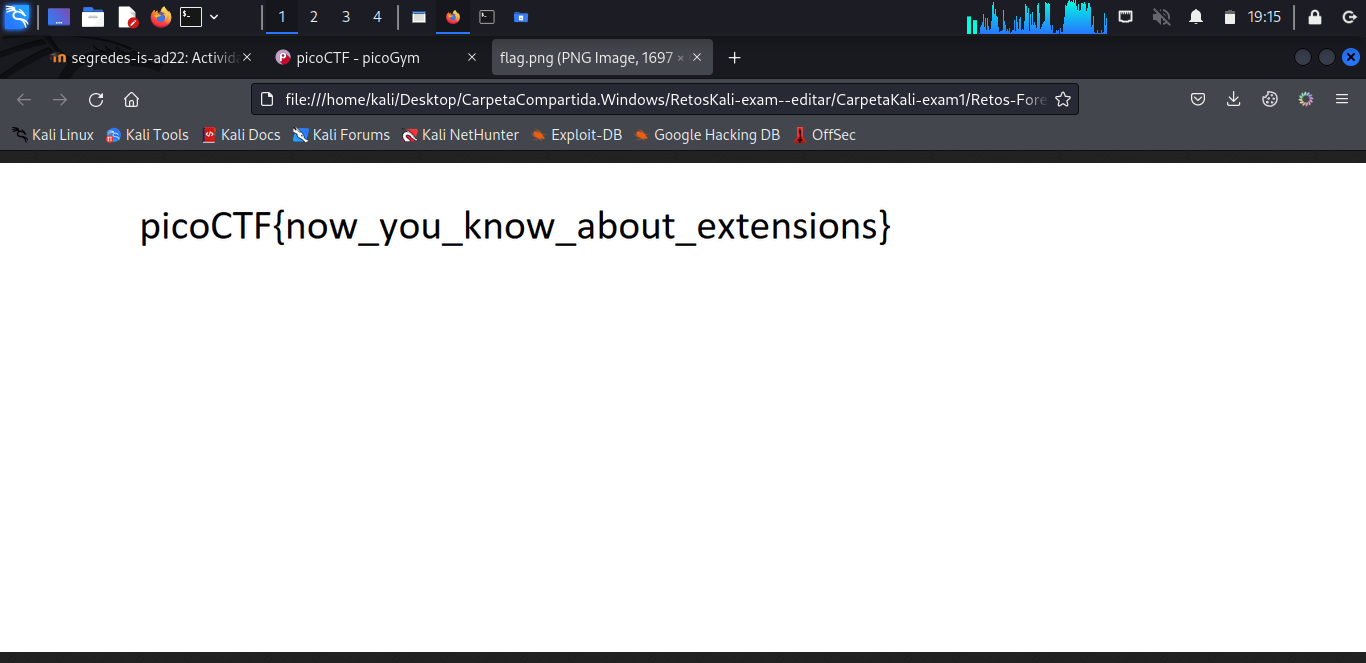 1 2 3 4 19:15
segredes-is-ad22: Activid picoCTF - picoGym flag.png (PNG Image, 1697 ×
file:///home/kali/Desktop/CarpetaCompartida.Windows/RetosKali-exam--editar/CarpetaKali-exam1/Retos-Fore
Kali Linux Kali Tools Kali Docs Kali Forums Kali NetHunter Exploit-DB Google Hacking DB OffSec
picoCTF{now_you_know_about_extensions}